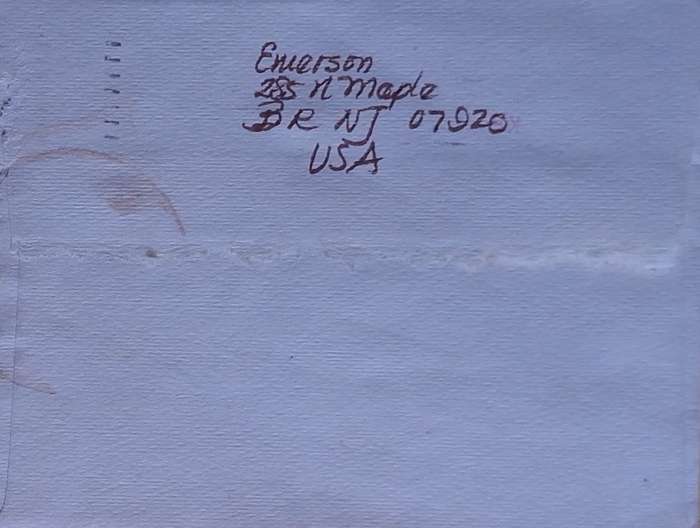 Emerson
285 N Maple
BR NJ 07920
USA